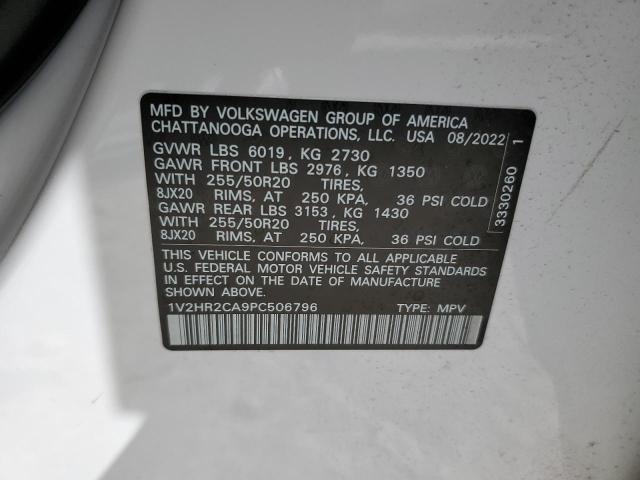 MFD BY VOLKSWAGEN GROUP OF AMERICA
CHATTANOOGA OPERATIONS, LLC. USA 08/2022
GVWR LBS 6019, KG 2730
GAWR FRONT LBS 2976, KG 1350
WITH 255/50R20 TIRES,
8JX20 RIMS, AT 250 KPA, 36 PSI COLD
GAWR REAR LBS 3153, KG 1430
WITH 255/50R20 TIRES,
8JX20 RIMS, AT 250 KPA, 36 PSI COLD
THIS VEHICLE CONFORMS TO ALL APPLICABLE
U.S. FEDERAL MOTOR VEHICLE SAFETY STANDARDS
IN EFFECT ON THE DATE OF MANUFACTURE
SHOWN ABOVE.
1V2HR2CA9PC506796 TYPE: MPV
3330260 1